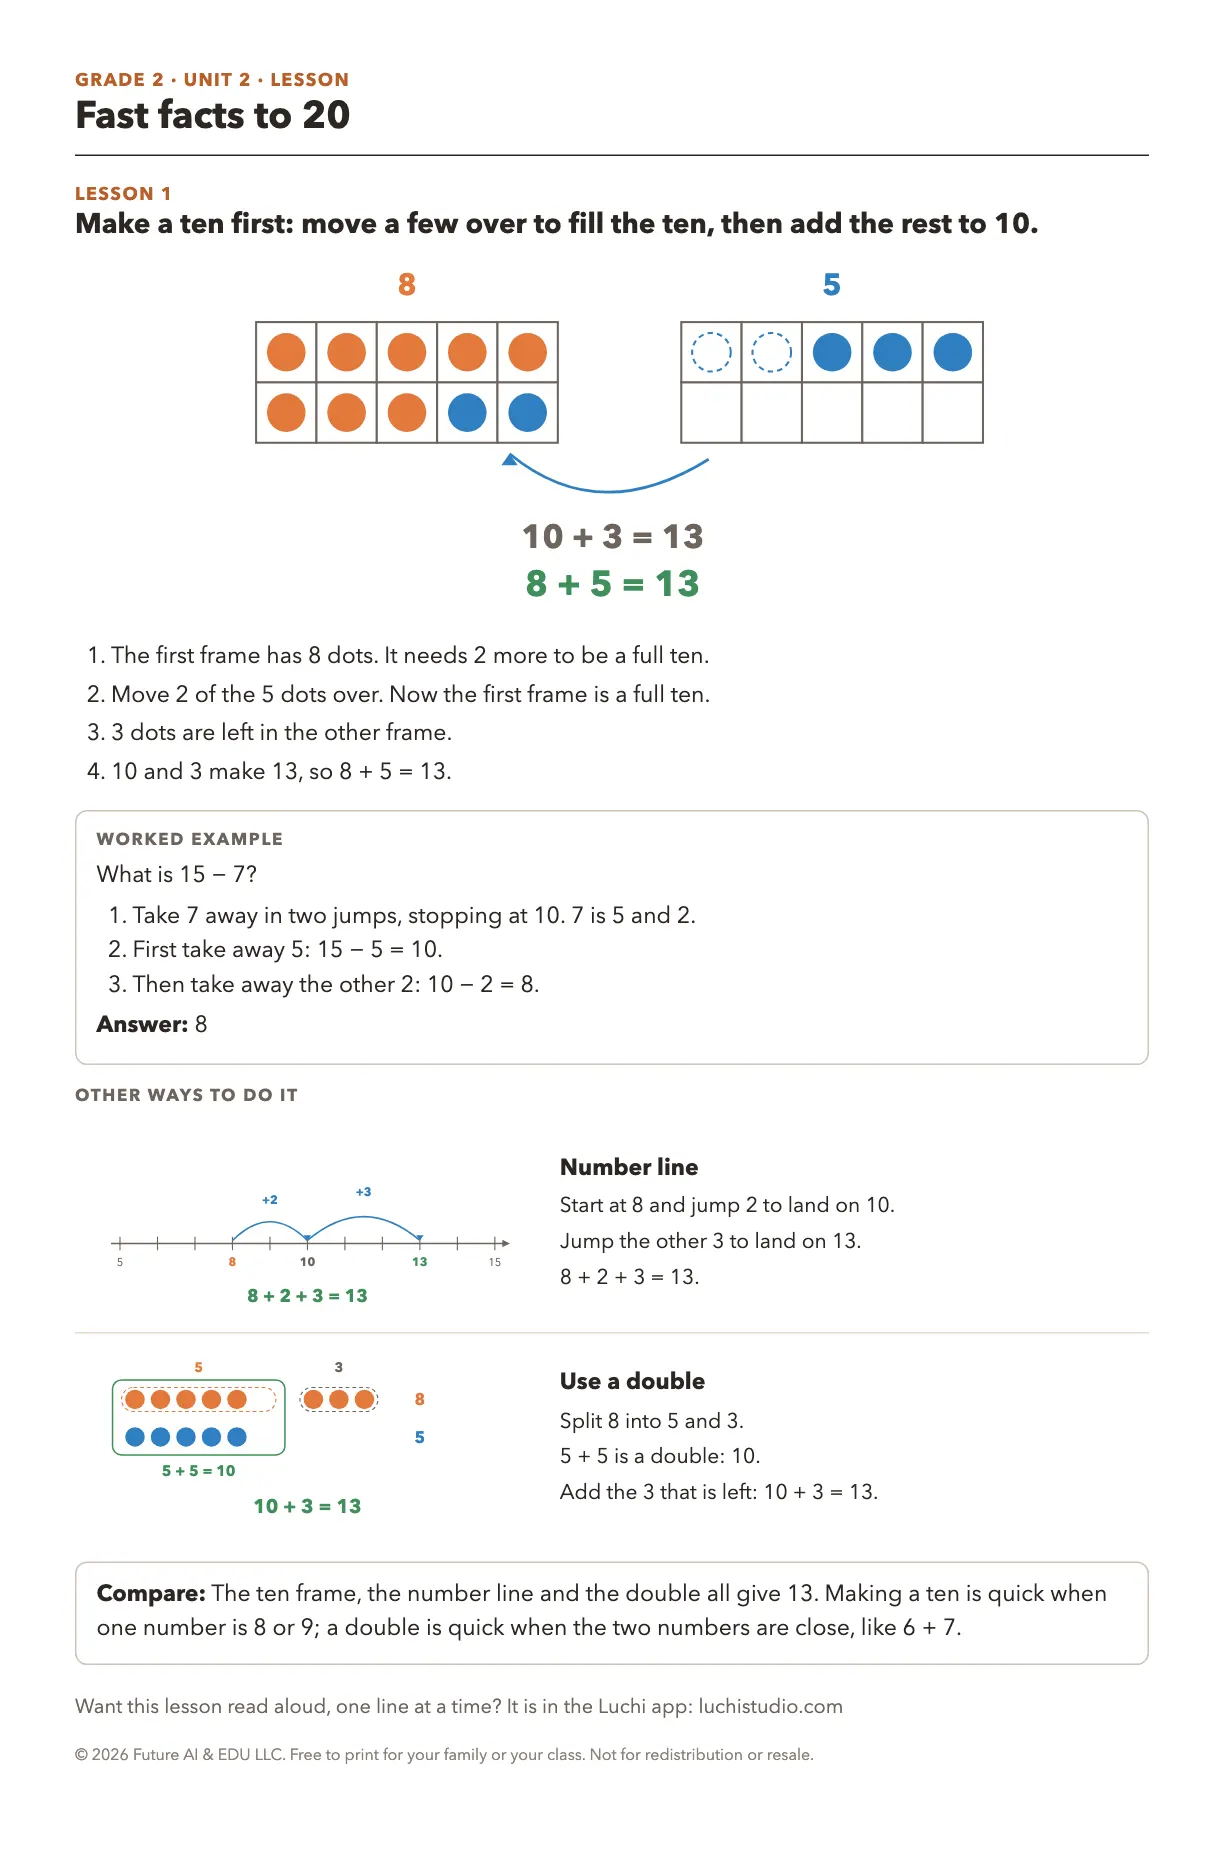 GRADE 2 · UNIT 2 · LESSON
Fast facts to 20
LESSON 1
Make a ten first: move a few over to fill the ten, then add the rest to 10.
8 5
10 + 3 = 13
8 + 5 = 13
1. The first frame has 8 dots. It needs 2 more to be a full ten.
2. Move 2 of the 5 dots over. Now the first frame is a full ten.
3. 3 dots are left in the other frame.
4. 10 and 3 make 13, so 8 + 5 = 13.
WORKED EXAMPLE
What is 15 − 7?
1. Take 7 away in two jumps, stopping at 10. 7 is 5 and 2.
2. First take away 5: 15 − 5 = 10.
3. Then take away the other 2: 10 − 2 = 8.
Answer: 8
OTHER WAYS TO DO IT
+2 +3
5 8 10 13 15
8 + 2 + 3 = 13
Number line
Start at 8 and jump 2 to land on 10.
Jump the other 3 to land on 13.
8 + 2 + 3 = 13.
5 3
8
5
5 + 5 = 10
10 + 3 = 13
Use a double
Split 8 into 5 and 3.
5 + 5 is a double: 10.
Add the 3 that is left: 10 + 3 = 13.
Compare: The ten frame, the number line and the double all give 13. Making a ten is quick when
one number is 8 or 9; a double is quick when the two numbers are close, like 6 + 7.
Want this lesson read aloud, one line at a time? It is in the Luchi app: luchistudio.com
© 2026 Future AI & EDU LLC. Free to print for your family or your class. Not for redistribution or resale.